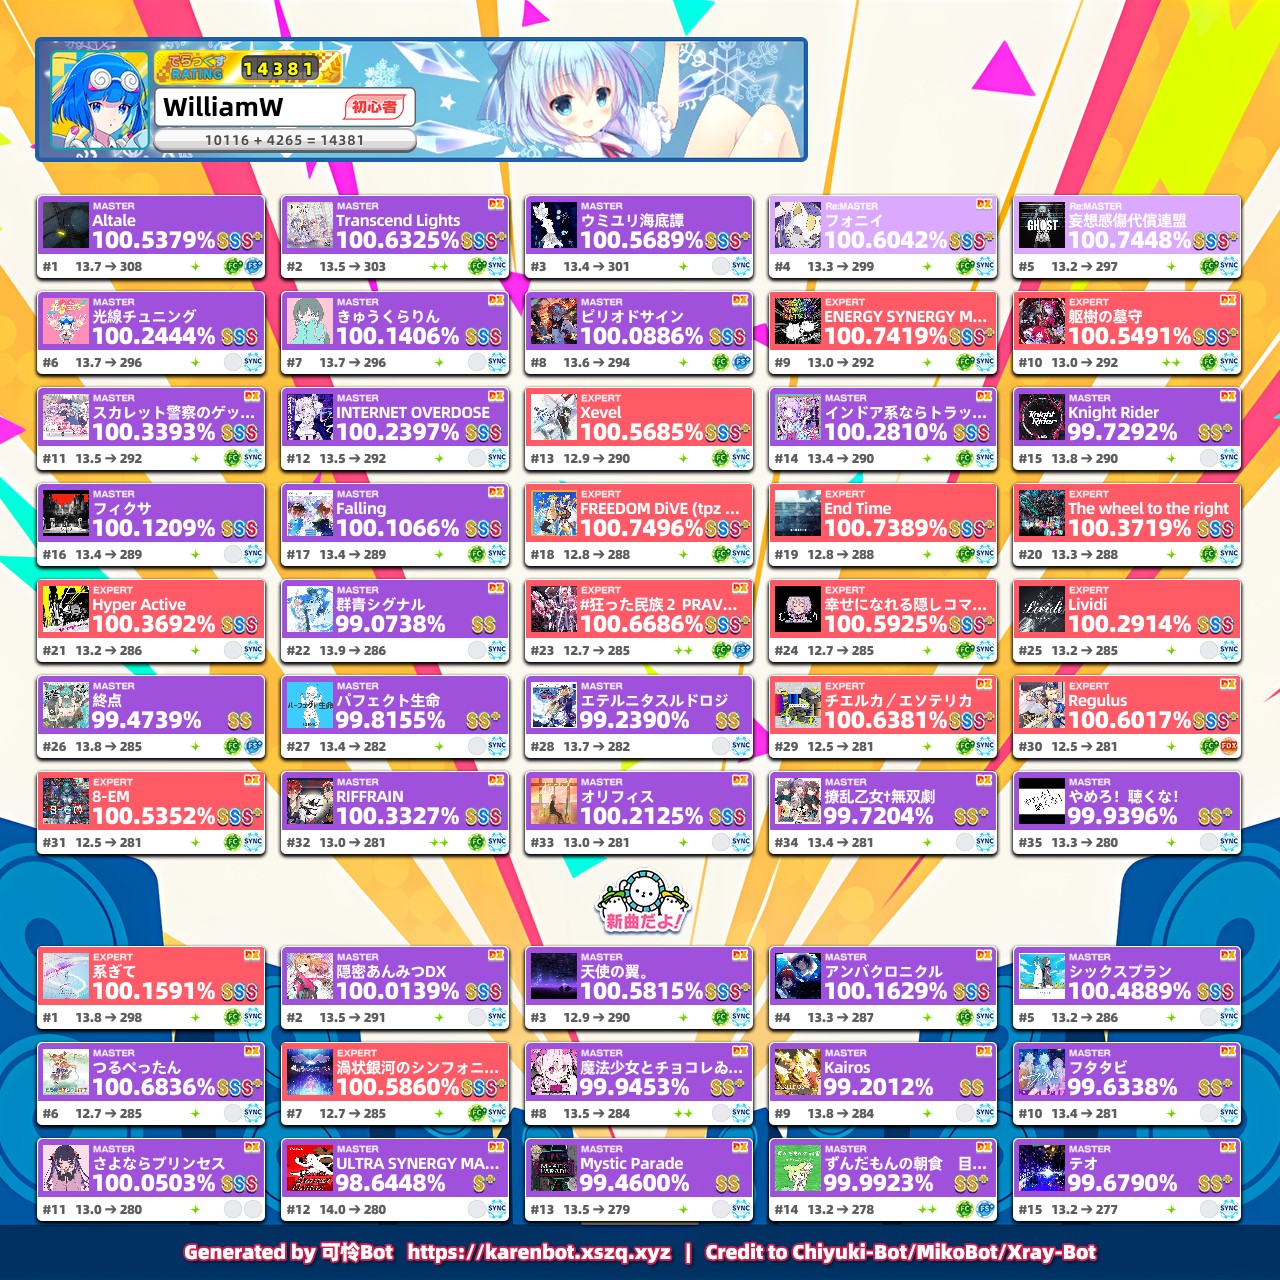 でらっくす
RATING
14381
WilliamW
初心者
10116 + 4265 = 14381
MASTER
Altale
100.5379% SSS+
#1 13.7→308 FC+ FS+
MASTER DX
Transcend Lights
100.6325% SSS+
#2 13.5→303 FC+ SYNC
MASTER
ウミユリ海底譚
100.5689% SSS+
#3 13.4→301 SYNC
Re:MASTER DX
フォニイ
100.6042% SSS+
#4 13.3→299 FC+ SYNC
Re:MASTER
GHOST
妄想感傷代償連盟
100.7448% SSS+
#5 13.2→297 FC+ SYNC
MASTER
光線チューニング
100.2444% SSS
#6 13.7→296 SYNC
MASTER DX
きゅうくらりん
100.1406% SSS
#7 13.7→296 SYNC
MASTER DX
ピリオドサイン
100.0886% SSS
#8 13.6→294 FC FS+
EXPERT DX
ENERGY SYNERGY M...
100.7419% SSS+
#9 13.0→292 FC+ SYNC
EXPERT DX
躯樹の墓守
100.5491% SSS+
#10 13.0→292 FC SYNC
MASTER DX
スカレット警察のゲッ...
100.3393% SSS
#11 13.5→292 FC SYNC
MASTER DX
INTERNET OVERDOSE
100.2397% SSS
#12 13.5→292 SYNC
EXPERT
Xevel
100.5685% SSS+
#13 12.9→290 FC SYNC
MASTER DX
インドア系ならトラッ...
100.2810% SSS
#14 13.4→290 FC SYNC
MASTER DX
Knight Rider
Knight Rider
99.7292% SS+
#15 13.8→290 SYNC
MASTER
フィクサ
100.1209% SSS
#16 13.4→289 SYNC
MASTER DX
Falling
100.1066% SSS
#17 13.4→289 FC SYNC
EXPERT DX
FREEDOM DiVE (tpz ...
100.7496% SSS+
#18 12.8→288 FC+ SYNC
EXPERT
End Time
100.7389% SSS+
#19 12.8→288 FC+ SYNC
EXPERT
The wheel to the right
100.3719% SSS
#20 13.3→288 FC SYNC
EXPERT
Hyper Active
100.3692% SSS
#21 13.2→286 FC SYNC
MASTER DX
群青シグナル
99.0738% SS
#22 13.9→286 SYNC
EXPERT DX
#狂った民族２ PRAV...
100.6686% SSS+
#23 12.7→285 FC+ FS+
EXPERT
幸せになれる隠しコマ...
100.5925% SSS+
#24 12.7→285 FC+ SYNC
EXPERT
Lividi
Lividi
100.2914% SSS
#25 13.2→285 SYNC
MASTER DX
終点
99.4739% SS
#26 13.8→285 FC FS+
MASTER
パーフェクト生命
パーフェクト生命
99.8155% SS+
#27 13.4→282 SYNC
MASTER
エテルニタスルドロジ
99.2390% SS
#28 13.7→282 SYNC
EXPERT DX
チエルカ／エソテリカ
100.6381% SSS+
#29 12.5→281 FC+ SYNC
EXPERT DX
Regulus
100.6017% SSS+
#30 12.5→281 FC+ FDX
EXPERT DX
8-EM
8-EM
100.5352% SSS+
#31 12.5→281 FC SYNC
MASTER DX
RIFFRAIN
100.3327% SSS
#32 13.0→281 FC SYNC
MASTER DX
オリフィス
100.2125% SSS
#33 13.0→281 SYNC
MASTER DX
撩乱乙女†無双劇
99.7204% SS+
#34 13.4→281 SYNC
MASTER
やめろ！聴くな！
99.9396% SS+
#35 13.3→280 SYNC
新曲だよ!
EXPERT DX
系ぎて
100.1591% SSS
#1 13.8→298 FC SYNC
MASTER DX
隠密あんみつDX
100.0139% SSS
#2 13.5→291 SYNC
MASTER DX
天使の翼。
100.5815% SSS+
#3 12.9→290 FC SYNC
MASTER DX
アンバクロニクル
100.1629% SSS
#4 13.3→287 FC SYNC
MASTER DX
シックスプラン
100.4889% SSS
#5 13.2→286 SYNC
MASTER DX
つるぺったん
100.6836% SSS+
#6 12.7→285 SYNC
EXPERT DX
渦状銀河のシンフォニ...
100.5860% SSS+
#7 12.7→285 FC+ SYNC
MASTER DX
魔法少女とチョコレゐ...
99.9453% SS+
#8 13.5→284 SYNC
MASTER DX
Kairos
99.2012% SS
#9 13.8→284 SYNC
MASTER DX
フタタビ
99.6338% SS+
#10 13.4→281 SYNC
MASTER DX
さよならプリンセス
100.0503% SSS
#11 13.0→280
MASTER DX
ULTRA SYNERGY MA...
98.6448% S+
#12 14.0→280 SYNC
MASTER DX
Mystic Parade
99.4600% SS
#13 13.5→279 SYNC
MASTER DX
ずんだもんの朝食　目...
99.9923% SS+
#14 13.2→278 FC FS+
MASTER DX
テオ
99.6790% SS+
#15 13.2→277 SYNC
Generated by 可怜Bot https://karenbot.xszq.xyz | Credit to Chiyuki-Bot/MikoBot/Xray-Bot